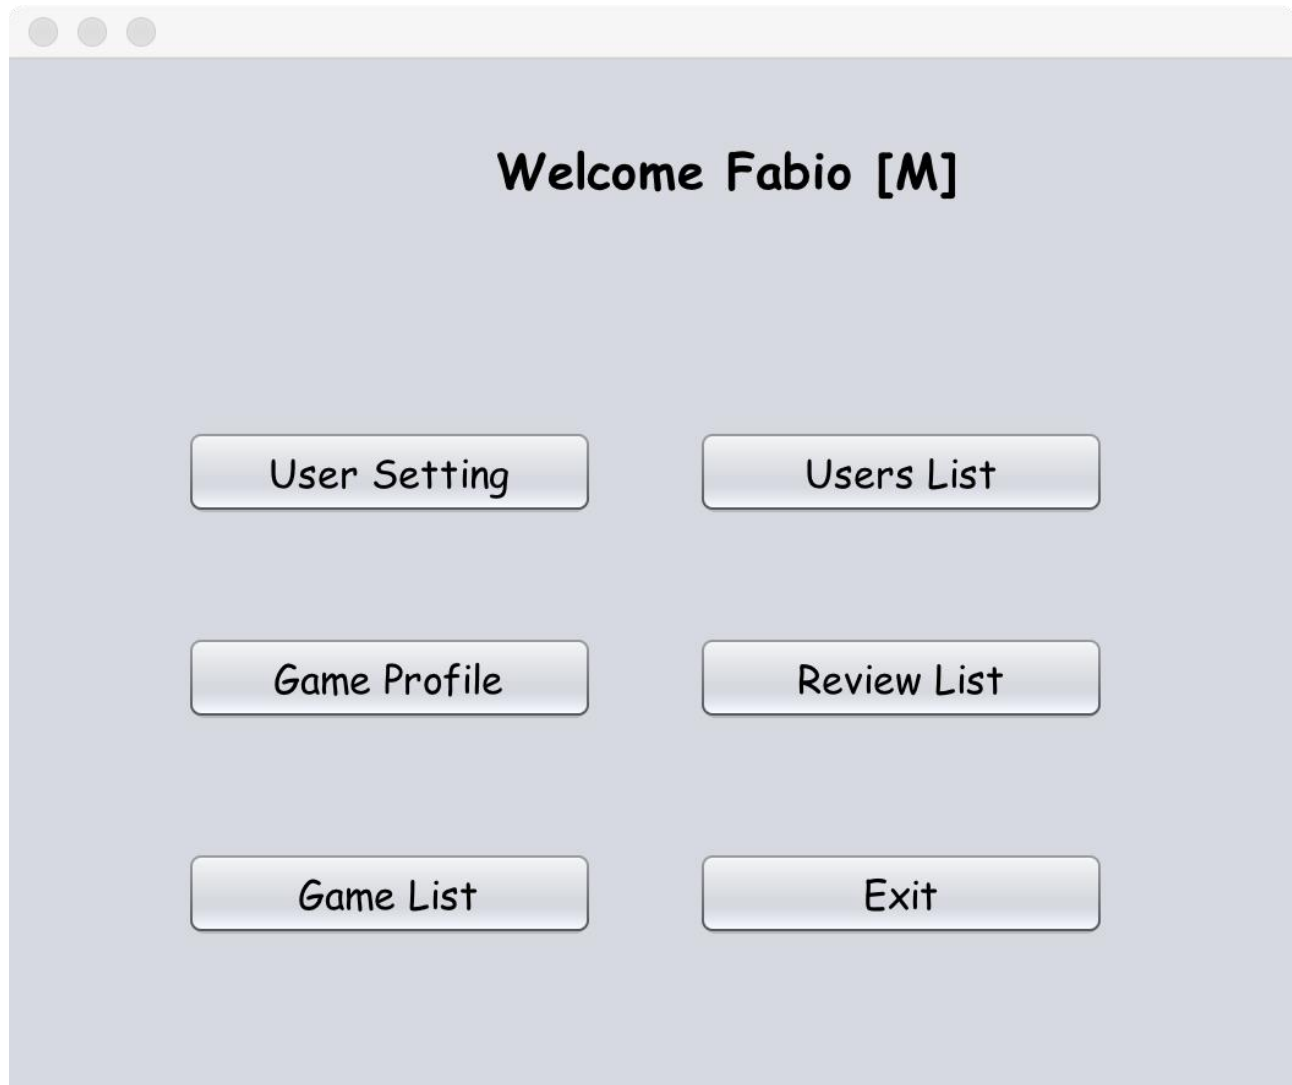 Welcome Fabio [M]
User Setting
Users List
Game Profile
Review List
Game List
Exit